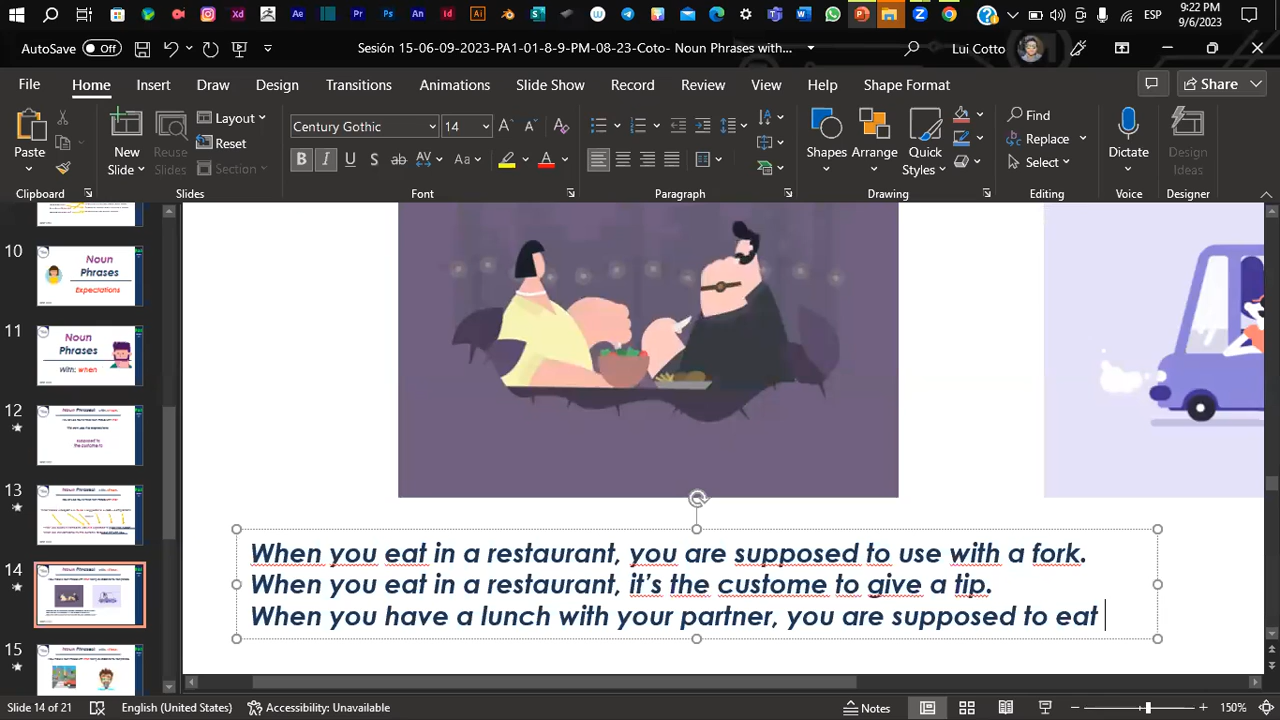 9:22 PM
ESP
9/6/2023
AutoSave
Off
Sesión 15-06-09-2023-PA1-01-8-9-PM-08-23-Coto- Noun Phrases with...
Lui Cotto
File
Home
Insert
Draw
Design
Transitions
Animations
Slide Show
Record
Review
View
Help
Shape Format
Share
Paste
New
Slide
Reuse
Slides
Layout
Reset
Section
Century Gothic
14
Shapes
Arrange
Quick
Styles
Find
Replace
Select
Dictate
Design
Ideas
Clipboard
Slides
Font
Paragraph
Drawing
Editing
Voice
Designer
10
Noun
Phrases
Expectations
11
Noun
Phrases
With: when
12
13
14
15
When you eat in a restaurant, you are supposed to use with a fork.
When you eat in a restaurant, it's the custome to give a tip.
When you have a lunch with your partner, you are supposed to eat
Slide 14 of 21
English (United States)
Accessibility: Unavailable
Notes
150%